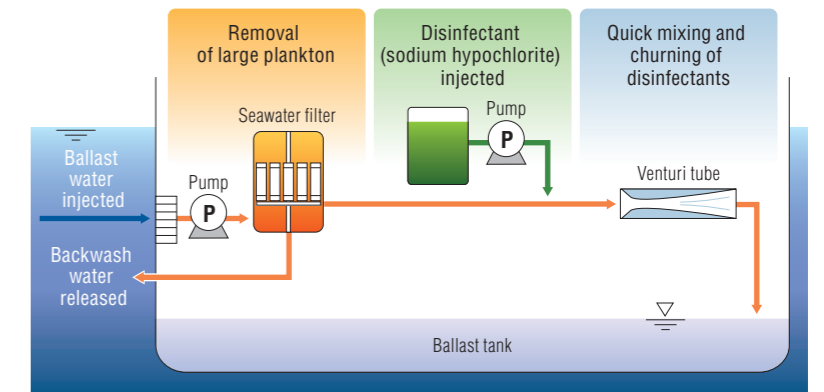 Removal
of large plankton
Disinfectant
(sodium hypochlorite)
injected
Quick mixing and
churning of
disinfectants
Seawater filter
Pump
P
Venturi tube
Ballast
water
injected
Pump
P
Backwash
water
released
Ballast tank